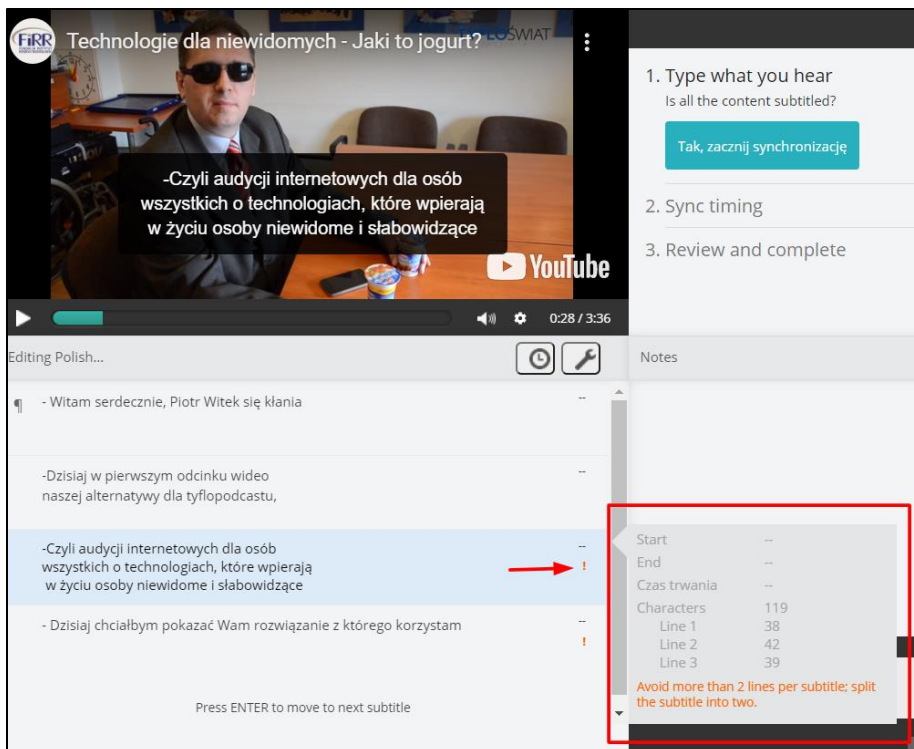 FiRR
Technologie dla niewidomych - Jaki to jogurt?
ŚWIAT
-Czyli audycji internetowych dla osób
wszystkich o technologiach, które wpierają
w życiu osoby niewidome i słabowidzące
YouTube
0:28 / 3:36
1. Type what you hear
Is all the content subtitled?
Tak, zacznij synchronizację
2. Sync timing
3. Review and complete
Editing Polish...
Notes
¶ - Witam serdecznie, Piotr Witek się kłania --
-Dzisiaj w pierwszym odcinku wideo --
naszej alternatywy dla tyflopodcastu,
-Czyli audycji internetowych dla osób --
wszystkich o technologiach, które wpierają !
w życiu osoby niewidome i słabowidzące
- Dzisiaj chciałbym pokazać Wam rozwiązanie z którego korzystam --
!
Press ENTER to move to next subtitle
Start --
End --
Czas trwania --
Characters 119
Line 1 38
Line 2 42
Line 3 39
Avoid more than 2 lines per subtitle; split
the subtitle into two.